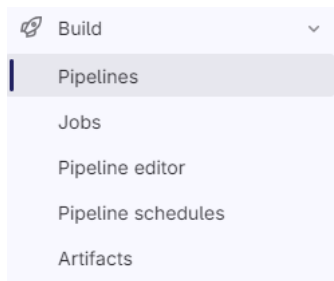 Build
Pipelines
Jobs
Pipeline editor
Pipeline schedules
Artifacts